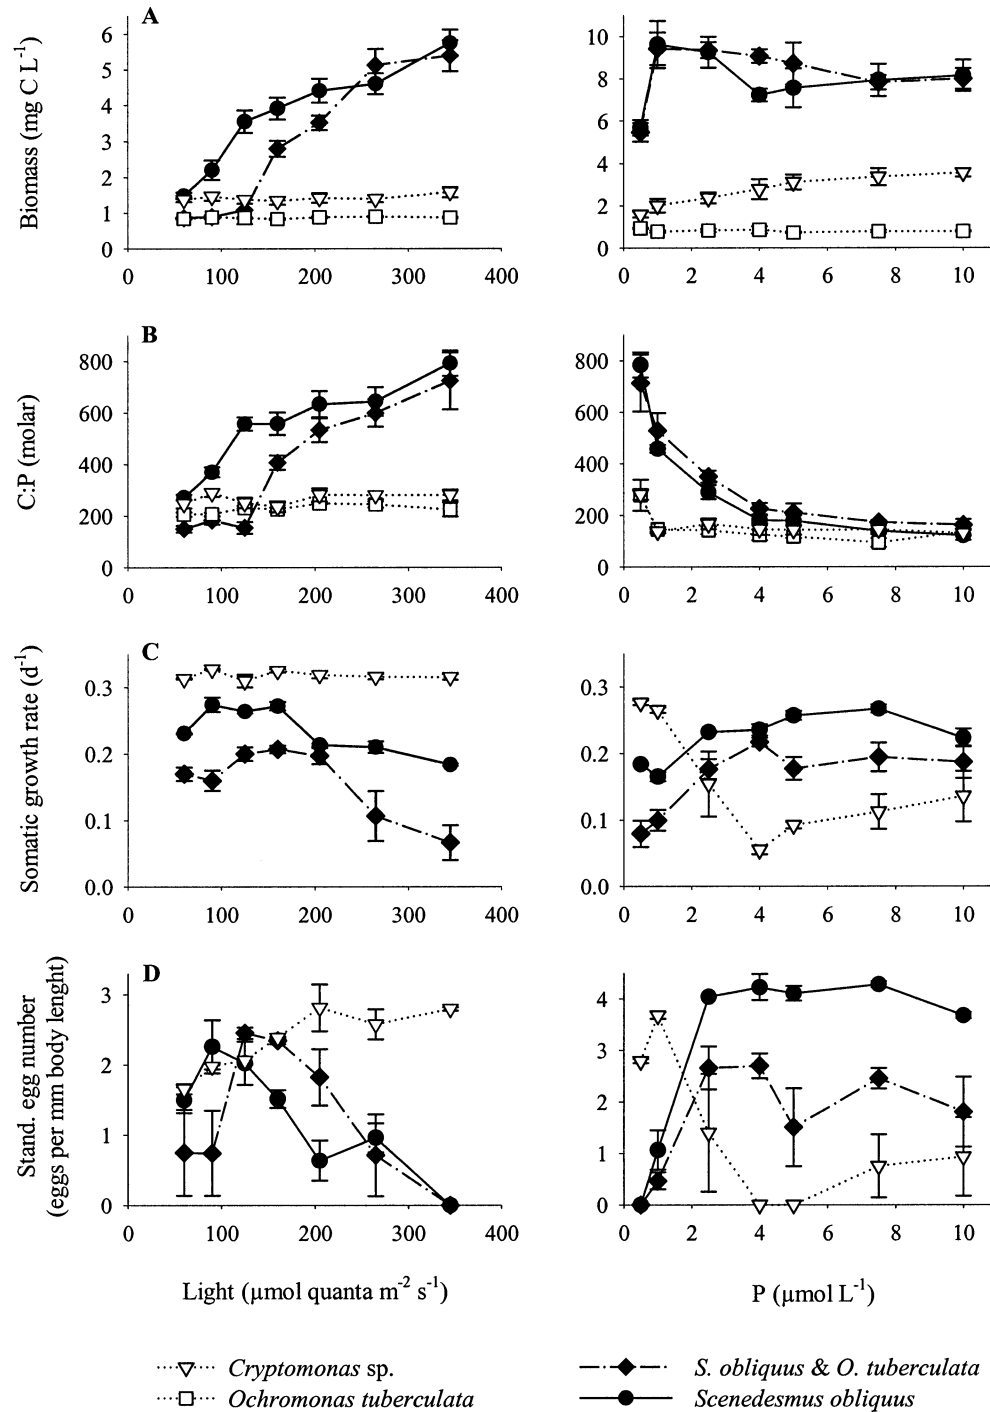 A
Biomass (mg C L⁻¹)
6
5
4
3
2
1
0
0 100 200 300 400
10
8
6
4
2
0
0 2 4 6 8 10
B
C:P (molar)
800
600
400
200
0
0 100 200 300 400
800
600
400
200
0
0 2 4 6 8 10
C
Somatic growth rate (d⁻¹)
0.3
0.2
0.1
0.0
0 100 200 300 400
0.3
0.2
0.1
0.0
0 2 4 6 8 10
D
Stand. egg number
(eggs per mm body lenght)
3
2
1
0
0 100 200 300 400
4
3
2
1
0
0 2 4 6 8 10
Light (µmol quanta m⁻² s⁻¹)
P (µmol L⁻¹)
Cryptomonas sp.
Ochromonas tuberculata
S. obliquus & O. tuberculata
Scenedesmus obliquus